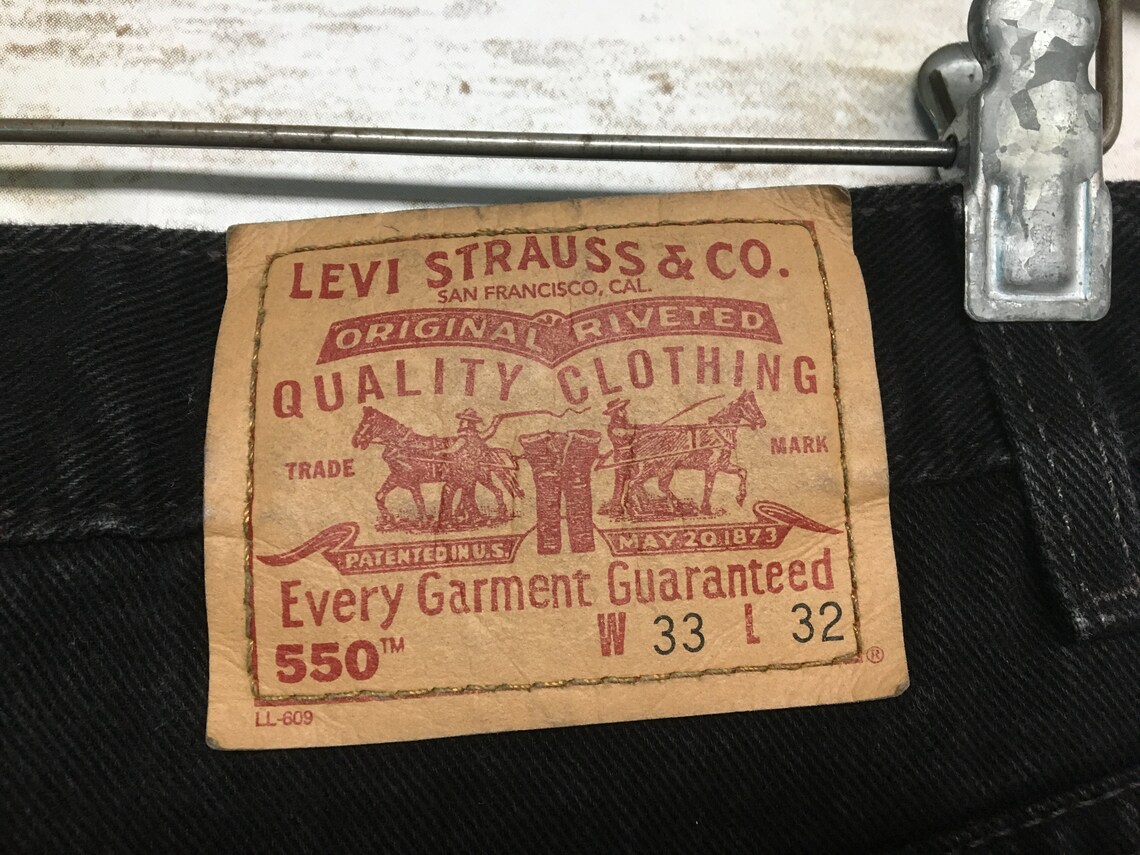 LEVI STRAUSS & CO.
SAN FRANCISCO, CAL.
ORIGINAL RIVETED
QUALITY CLOTHING
TRADE MARK
PATENTED IN U.S. MAY 20 1873
Every Garment Guaranteed
550™ W 33 L 32
®
LL-609